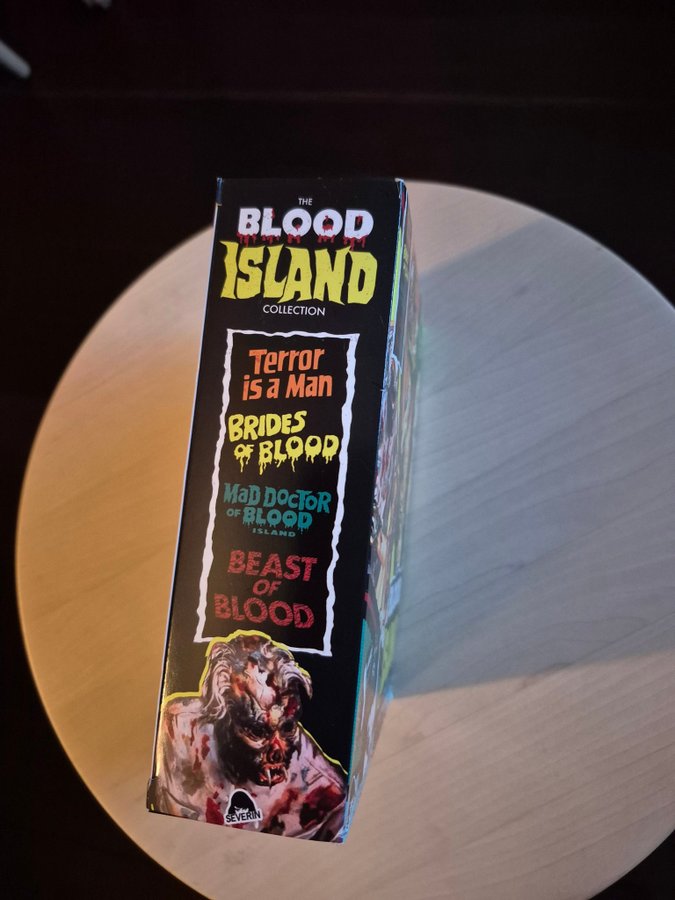 THE
BLOOD
ISLAND
COLLECTION
Terror
is a Man
BRIDES
OF BLOOD
MAD DOCTOR
OF BLOOD
ISLAND
BEAST
OF
BLOOD
SEVERIN